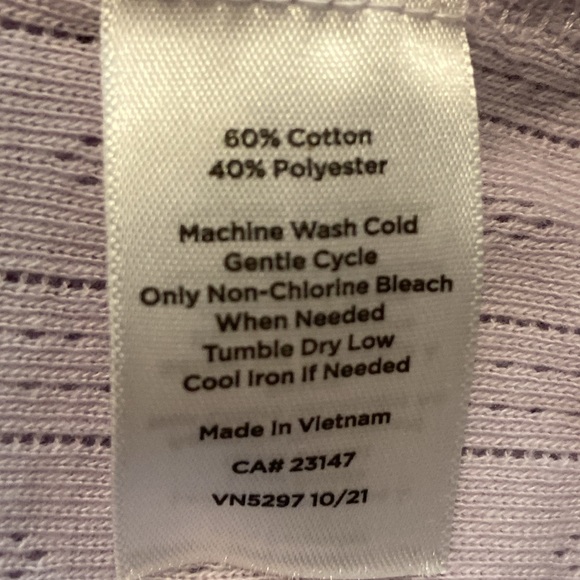 60% Cotton
40% Polyester
Machine Wash Cold
Gentle Cycle
Only Non-Chlorine Bleach
When Needed
Tumble Dry Low
Cool Iron If Needed
Made In Vietnam
CA# 23147
VN5297 10/21